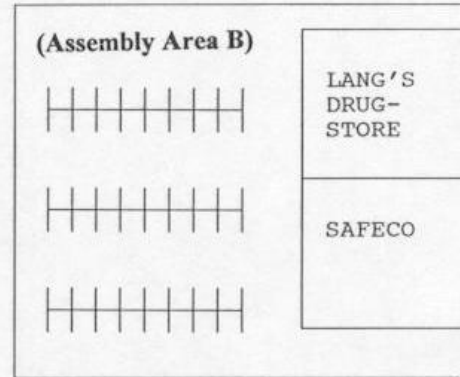 (Assembly Area B)
LANG'S
DRUG-
STORE
SAFECO